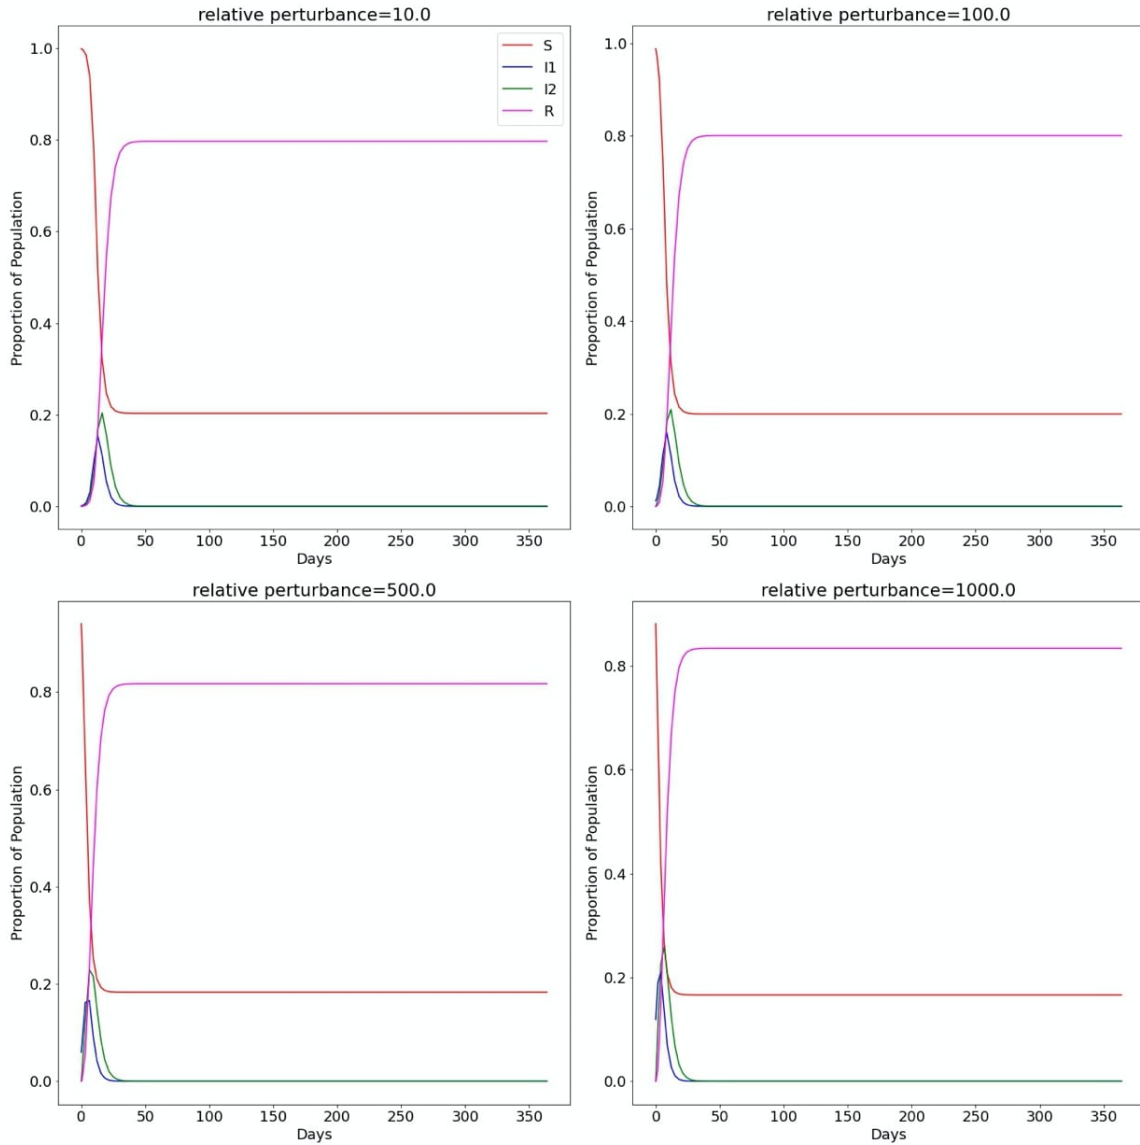 relative perturbance=10.0
1.0
0.8
0.6
0.4
0.2
0.0
Proportion of Population
S
I1
I2
R
0 50 100 150 200 250 300 350
Days
relative perturbance=100.0
1.0
0.8
0.6
0.4
0.2
0.0
Proportion of Population
0 50 100 150 200 250 300 350
Days
relative perturbance=500.0
0.8
0.6
0.4
0.2
0.0
Proportion of Population
0 50 100 150 200 250 300 350
Days
relative perturbance=1000.0
0.8
0.6
0.4
0.2
0.0
Proportion of Population
0 50 100 150 200 250 300 350
Days